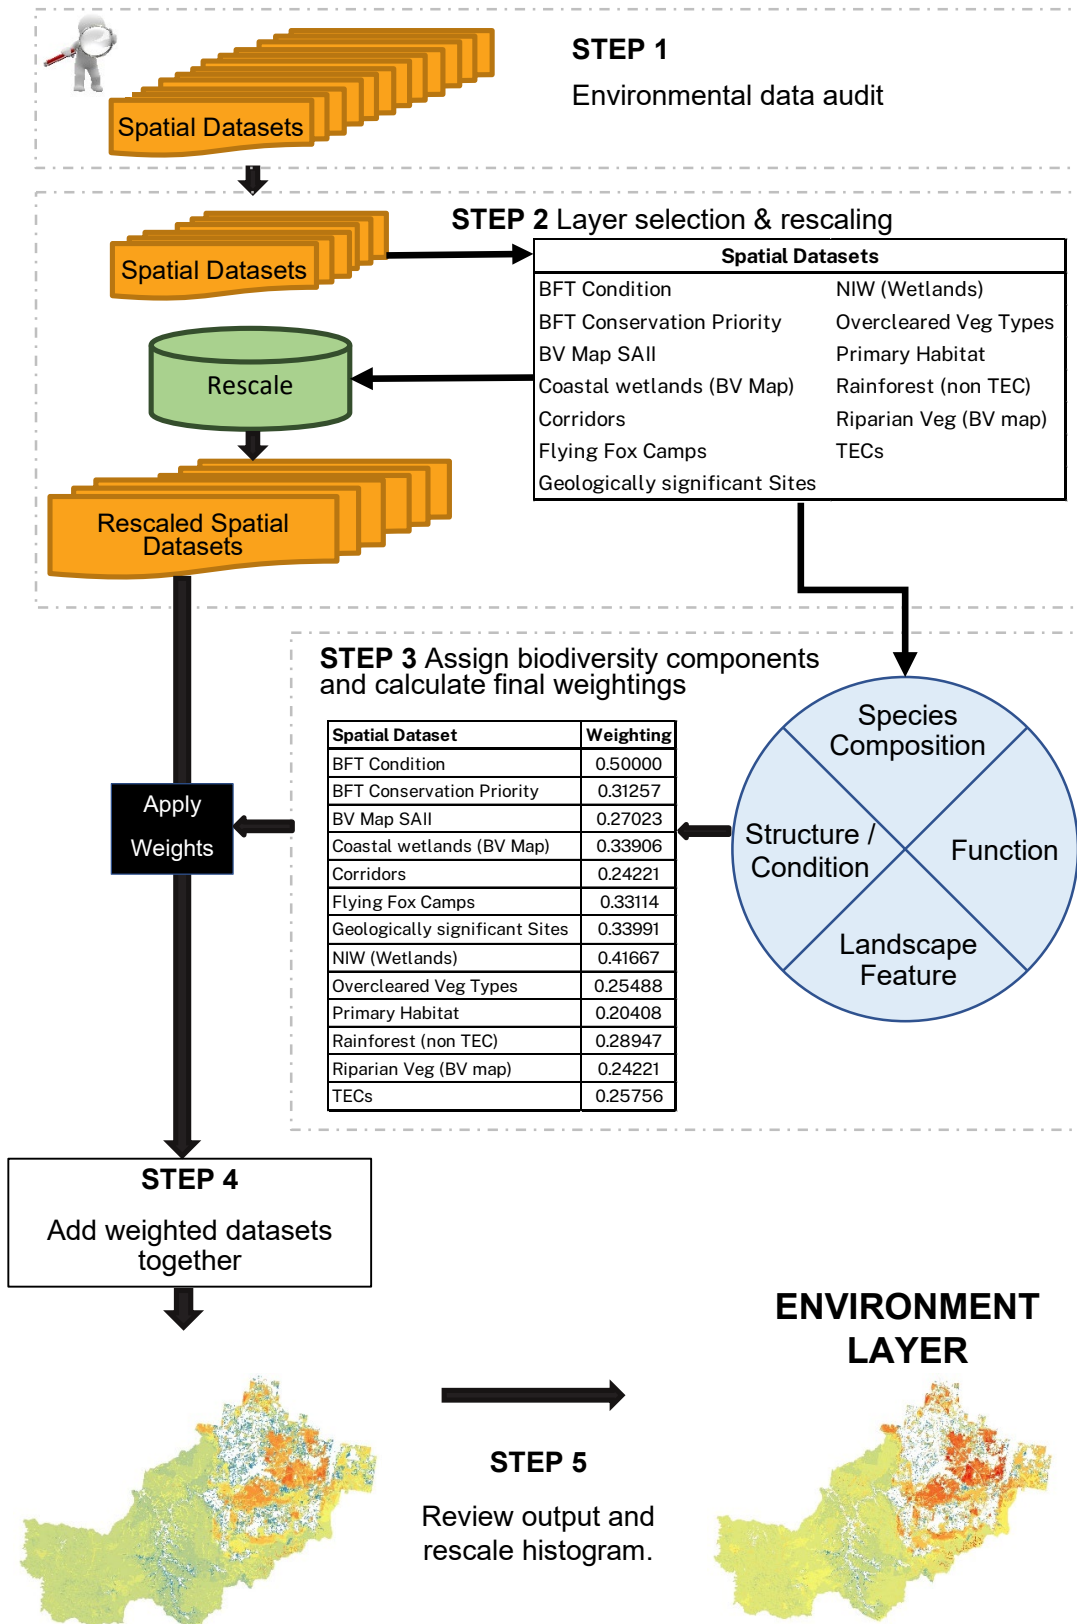 STEP 1
Environmental data audit
Spatial Datasets
STEP 2 Layer selection & rescaling
Spatial Datasets
Spatial Datasets
BFT Condition
NIW (Wetlands)
BFT Conservation Priority
Overcleared Veg Types
BV Map SAII
Primary Habitat
Coastal wetlands (BV Map)
Rainforest (non TEC)
Corridors
Riparian Veg (BV map)
Flying Fox Camps
TECs
Geologically significant Sites
Rescale
Rescaled Spatial
Datasets
STEP 3 Assign biodiversity components
and calculate final weightings
Spatial Dataset Weighting
BFT Condition 0.50000
BFT Conservation Priority 0.31257
BV Map SAII 0.27023
Coastal wetlands (BV Map) 0.33906
Corridors 0.24221
Flying Fox Camps 0.33114
Geologically significant Sites 0.33991
NIW (Wetlands) 0.41667
Overcleared Veg Types 0.25488
Primary Habitat 0.20408
Rainforest (non TEC) 0.28947
Riparian Veg (BV map) 0.24221
TECs 0.25756
Species
Composition
Structure /
Condition
Function
Landscape
Feature
Apply
Weights
STEP 4
Add weighted datasets
together
ENVIRONMENT
LAYER
STEP 5
Review output and
rescale histogram.